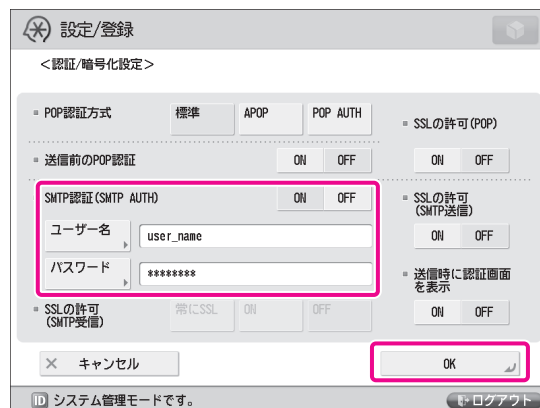 設定/登録
<認証/暗号化設定>
POP認証方式
標準
APOP
POP AUTH
SSLの許可(POP)
送信前のPOP認証
ON
OFF
ON
OFF
SMTP認証(SMTP AUTH)
ON
OFF
SSLの許可
(SMTP送信)
ユーザー名
user_name
ON
OFF
パスワード
********
送信時に認証画面
を表示
SSLの許可
(SMTP受信)
常にSSL
ON
OFF
ON
OFF
× キャンセル
OK
ID システム管理モードです。
ログアウト